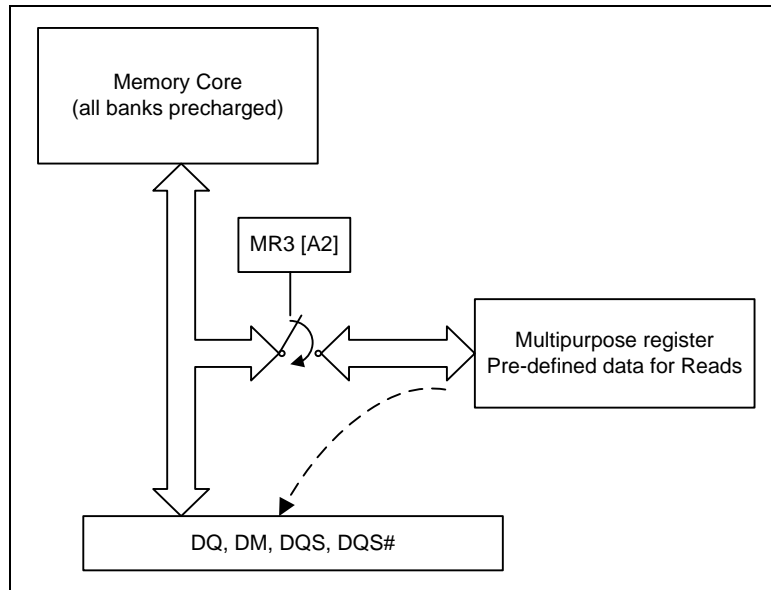 Memory Core
(all banks precharged)
MR3 [A2]
Multipurpose register
Pre-defined data for Reads
DQ, DM, DQS, DQS#